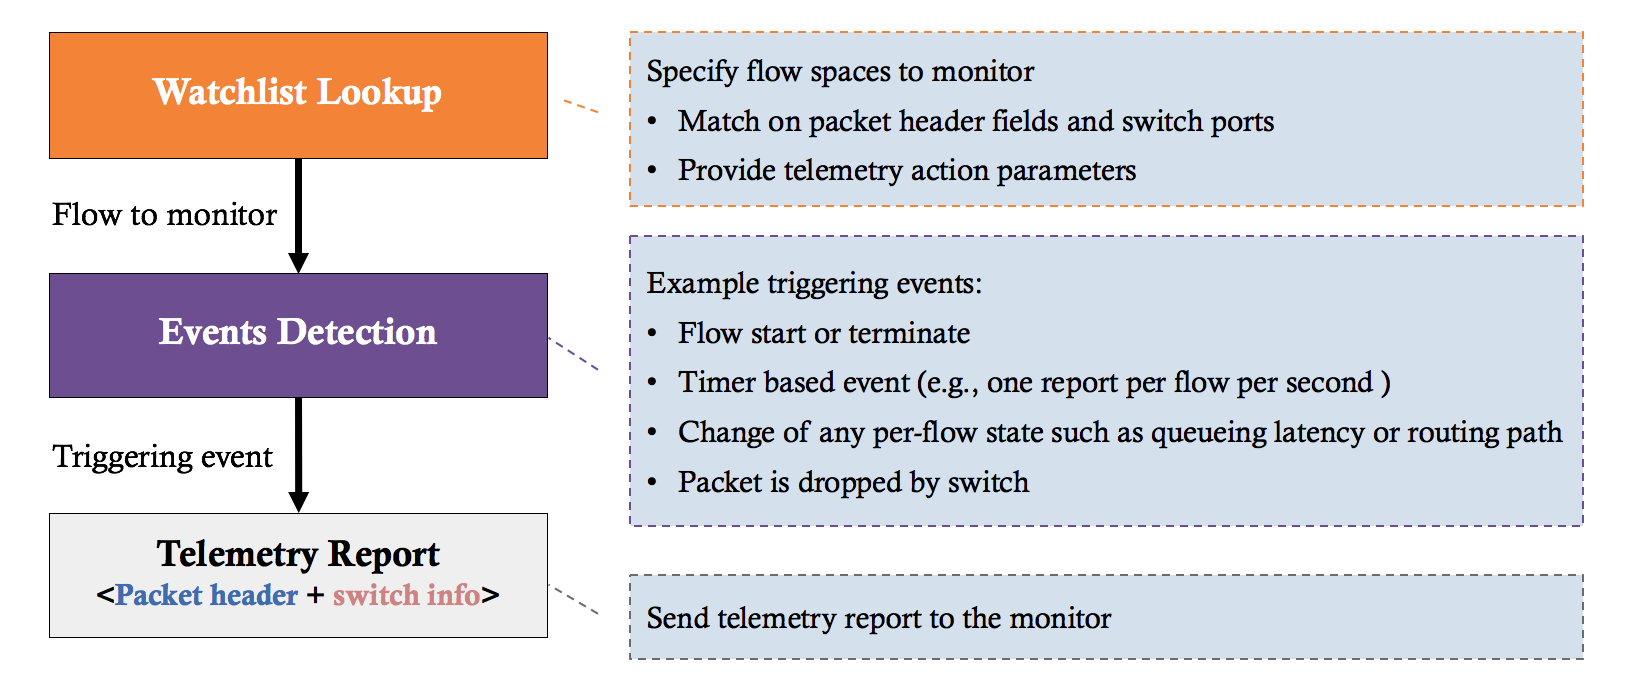 Watchlist Lookup
Specify flow spaces to monitor
• Match on packet header fields and switch ports
• Provide telemetry action parameters
Flow to monitor
Events Detection
Example triggering events:
• Flow start or terminate
• Timer based event (e.g., one report per flow per second )
• Change of any per-flow state such as queueing latency or routing path
• Packet is dropped by switch
Triggering event
Telemetry Report
<Packet header + switch info>
Send telemetry report to the monitor